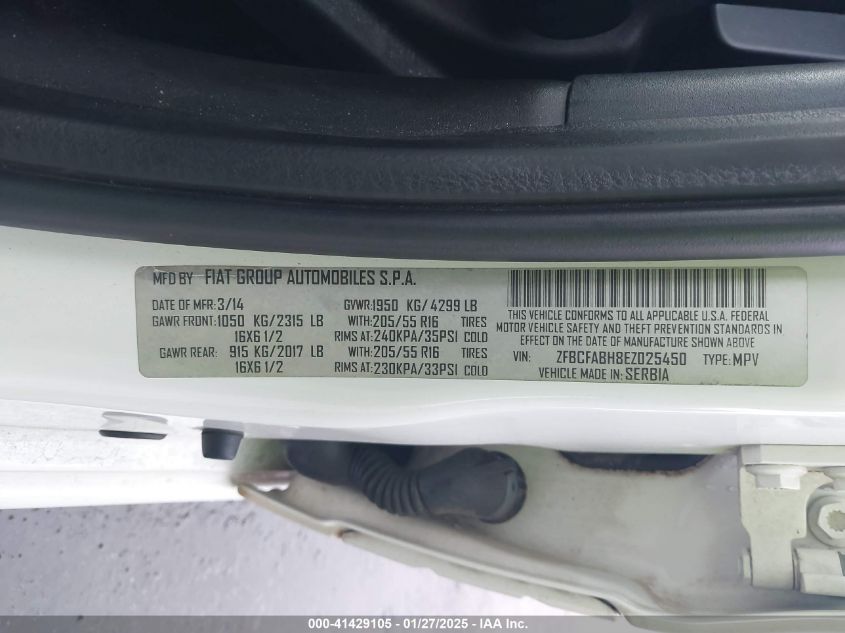 MFD BY FIAT GROUP AUTOMOBILES S.P.A.
DATE OF MFR: 3/14 GVWR: 1950 KG/4299 LB
GAWR FRONT: 1050 KG/2315 LB WITH: 205/55 R16 TIRES
16X6 1/2 RIMS AT: 240KPA/35PSI COLD
GAWR REAR: 915 KG/2017 LB WITH: 205/55 R16 TIRES
16X6 1/2 RIMS AT: 230KPA/33PSI COLD
THIS VEHICLE CONFORMS TO ALL APPLICABLE U.S.A. FEDERAL
MOTOR VEHICLE SAFETY, BUMPER, AND THEFT PREVENTION STANDARDS IN
EFFECT ON THE DATE OF MANUFACTURE SHOWN ABOVE
VIN: ZFBCFABH8EZ025450 TYPE: MPV
VEHICLE MADE IN: SERBIA
000-41429105 - 01/27/2025 - IAA Inc.